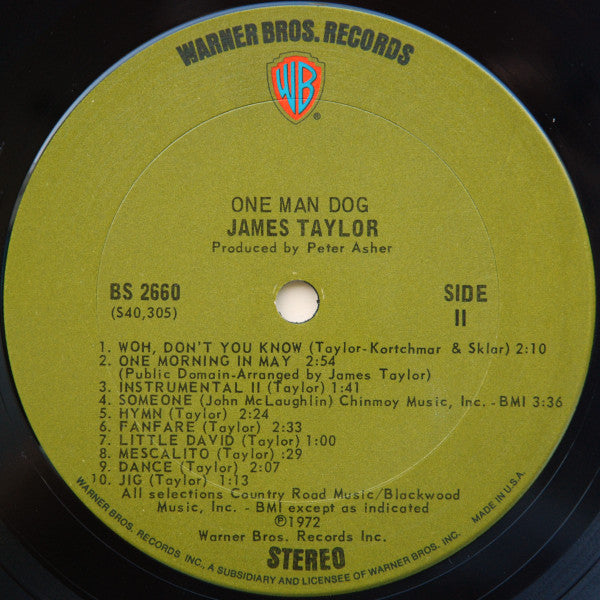 WARNER BROS. RECORDS
WB
®
ONE MAN DOG
JAMES TAYLOR
Produced by Peter Asher
BS 2660
(S40,305)
SIDE
II
1. WOH, DON'T YOU KNOW (Taylor-Kortchmar & Sklar) 2:10
2. ONE MORNING IN MAY 2:54
(Public Domain-Arranged by James Taylor)
3. INSTRUMENTAL II (Taylor) 1:41
4. SOMEONE (John McLaughlin) Chinmoy Music, Inc. - BMI 3:36
5. HYMN (Taylor) 2:24
6. FANFARE (Taylor) 2:33
7. LITTLE DAVID (Taylor) 1:00
8. MESCALITO (Taylor) :29
9. DANCE (Taylor) 2:07
10. JIG (Taylor) 1:13
All selections Country Road Music/Blackwood
Music, Inc. - BMI except as indicated
℗1972
Warner Bros. Records Inc.
STEREO
WARNER BROS. RECORDS INC., A SUBSIDIARY AND LICENSEE OF WARNER BROS. INC. MADE IN U.S.A.